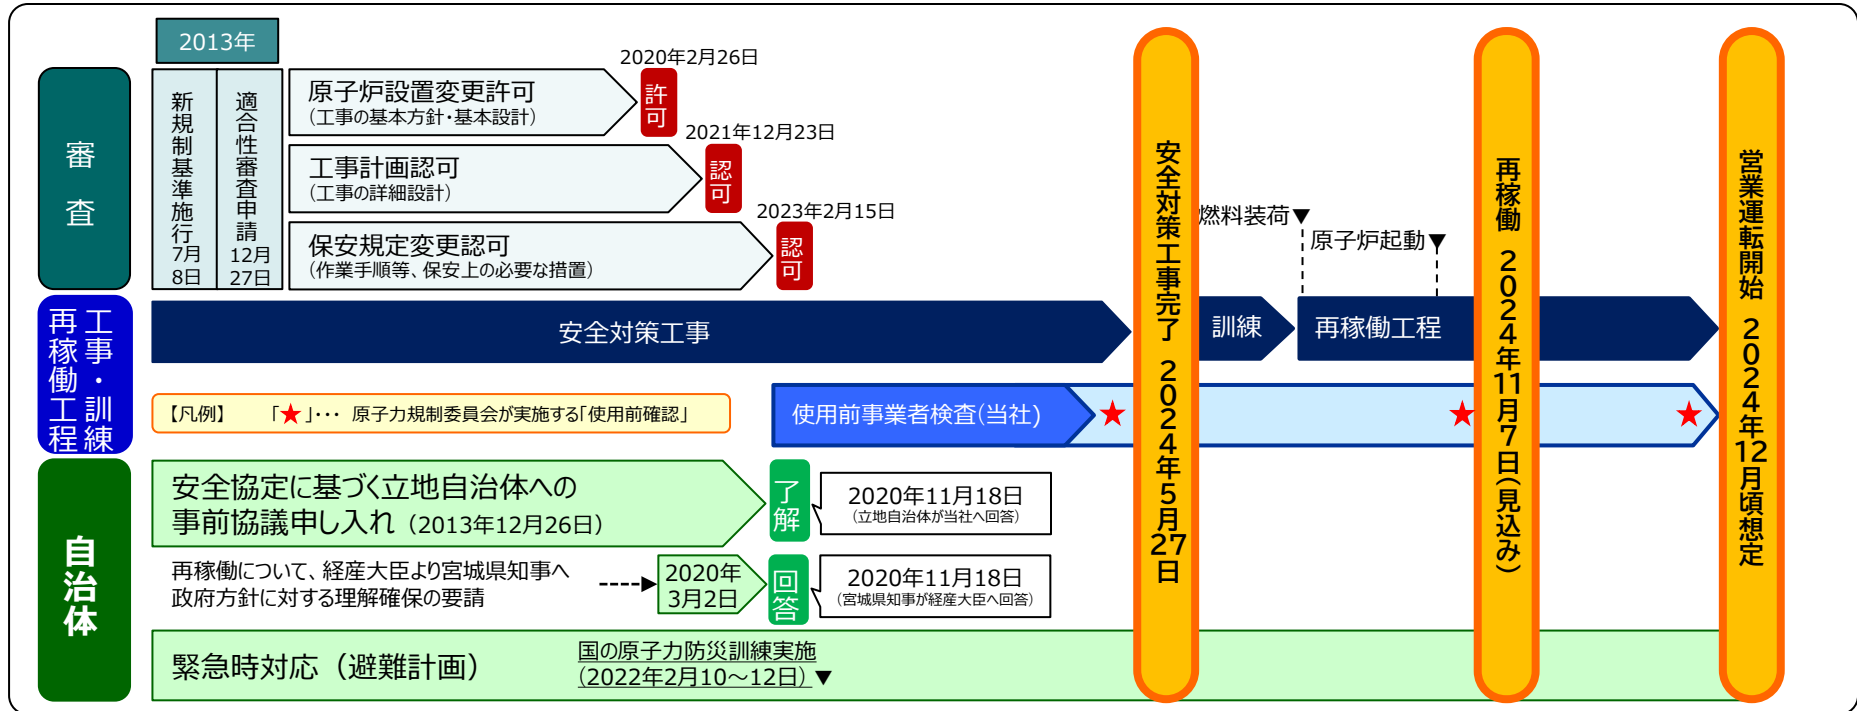 2013年
審査
新規制基準施行
7月
8日
適合性審査申請
12月
27日
原子炉設置変更許可
(工事の基本方針・基本設計)
2020年2月26日
許可
工事計画認可
(工事の詳細設計)
2021年12月23日
認可
保安規定変更認可
(作業手順等、保安上の必要な措置)
2023年2月15日
認可
燃料装荷▼
原子炉起動▼
工事・訓練
再稼働工程
安全対策工事
安全対策工事完了 2024年5月27日
訓練
再稼働工程
再稼働 2024年11月7日(見込み)
営業運転開始 2024年12月頃想定
【凡例】 「★」・・・ 原子力規制委員会が実施する「使用前確認」
使用前事業者検査(当社)
★
★
★
自治体
安全協定に基づく立地自治体への
事前協議申し入れ(2013年12月26日)
了解
2020年11月18日
(立地自治体が当社へ回答)
再稼働について、経産大臣より宮城県知事へ
政府方針に対する理解確保の要請
2020年
3月2日
回答
2020年11月18日
(宮城県知事が経産大臣へ回答)
緊急時対応(避難計画)
国の原子力防災訓練実施
(2022年2月10~12日)▼